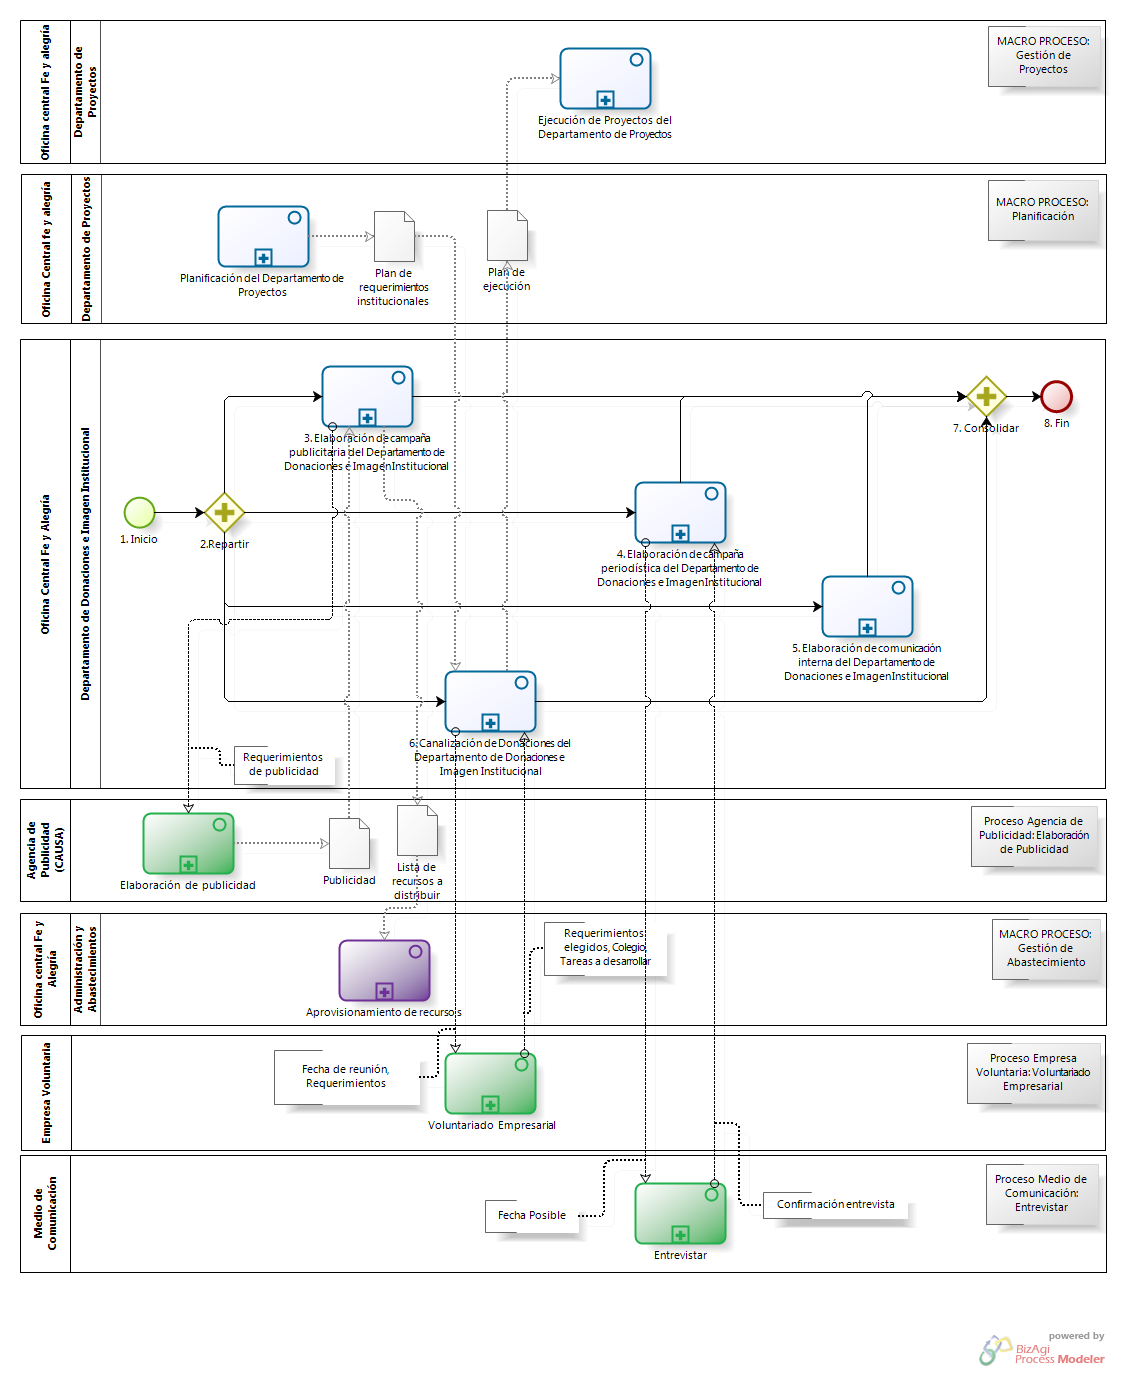 Oficina central Fe y alegría
Departamento de
Proyectos
MACRO PROCESO:
Gestión de
Proyectos
Ejecución de Proyectos del
Departamento de Proyectos
Oficina Central fe y alegría
Departamento de Proyectos
MACRO PROCESO:
Planificación
Planificación del Departamento de
Proyectos
Plan de
requerimientos
institucionales
Plan de
ejecución
Oficina Central Fe y Alegría
Departamento de Donaciones e Imagen Institucional
1. Inicio
2.Repartir
3. Elaboración de campaña
publicitaria del Departamento de
Donaciones e Imagen Institucional
4. Elaboración de campaña
periodística del Departamento de
Donaciones e Imagen Institucional
5. Elaboración de comunicación
interna del Departamento de
Donaciones e Imagen Institucional
6. Canalización de Donaciones del
Departamento de Donaciones e
Imagen Institucional
7. Consolidar
8. Fin
Requerimientos
de publicidad
Agencia de
Publicidad
(CAUSA)
Elaboración de publicidad
Publicidad
Lista de
recursos a
distribuir
Proceso Agencia de
Publicidad: Elaboración
de Publicidad
Oficina central Fe y
Alegría
Administración y
Abastecimientos
Aprovisionamiento de recursos
Requerimientos
elegidos, Colegio,
Tareas a desarrollar
MACRO PROCESO:
Gestión de
Abastecimiento
Empresa Voluntaria
Fecha de reunión,
Requerimientos
Voluntariado Empresarial
Proceso Empresa
Voluntaria: Voluntariado
Empresarial
Medio de
Comunicación
Fecha Posible
Entrevistar
Confirmación entrevista
Proceso Medio de
Comunicación:
Entrevistar
powered by
BizAgi
Process Modeler